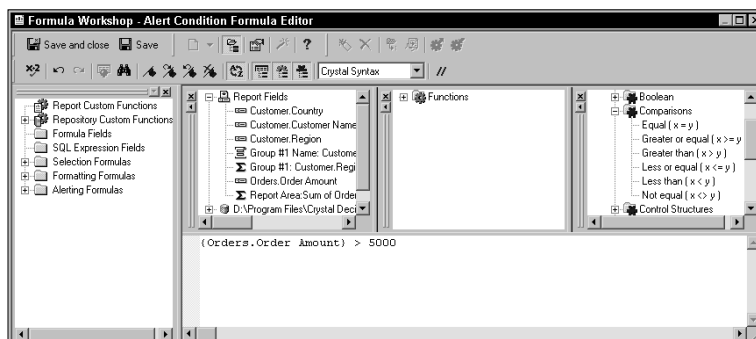 Formula Workshop - Alert Condition Formula Editor
Save and close Save ?
x+2 Crystal Syntax //
Report Custom Functions
Repository Custom Functions
Formula Fields
SQL Expression Fields
Selection Formulas
Formatting Formulas
Alerting Formulas
Report Fields
Customer.Country
Customer.Customer Name
Customer.Region
Group #1 Name: Custome
Group #1: Customer.Regi
Orders.Order Amount
Report Area:Sum of Order
D:\Program Files\Crystal Deci
Functions
Boolean
Comparisons
Equal ( x = y )
Greater or equal ( x >= y )
Greater than ( x > y )
Less or equal ( x <= y )
Less than ( x < y )
Not equal ( x <> y )
Control Structures
{Orders.Order Amount} > 5000